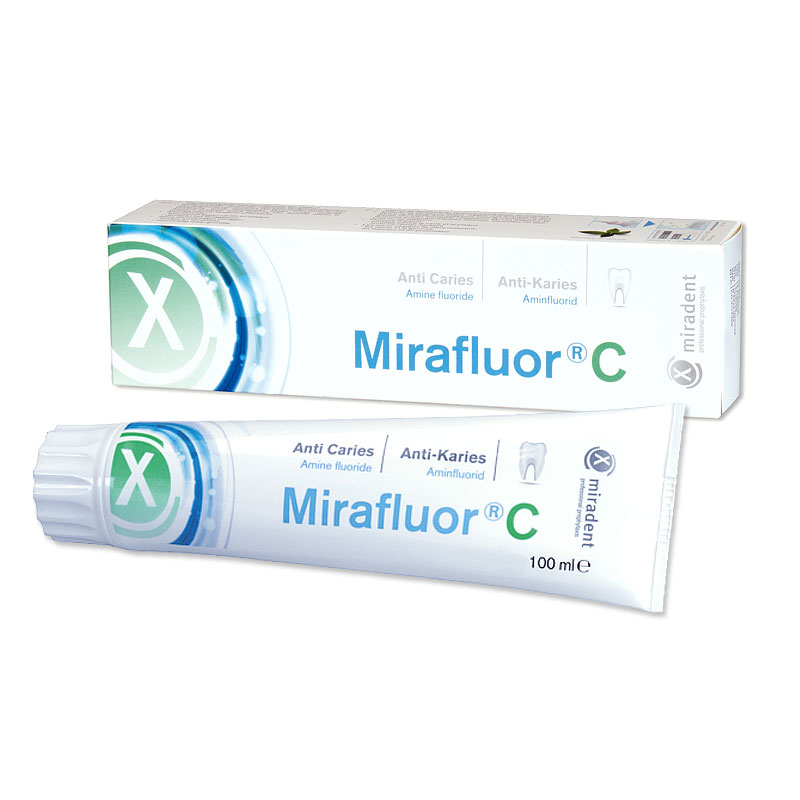 X
Anti Caries
Amine fluoride
Anti-Karies
Aminfluorid
Mirafluor® C
X miradent
professional prophylaxis
X
Anti Caries
Amine fluoride
Anti-Karies
Aminfluorid
Mirafluor® C
X miradent
professional prophylaxis
100 ml ℮